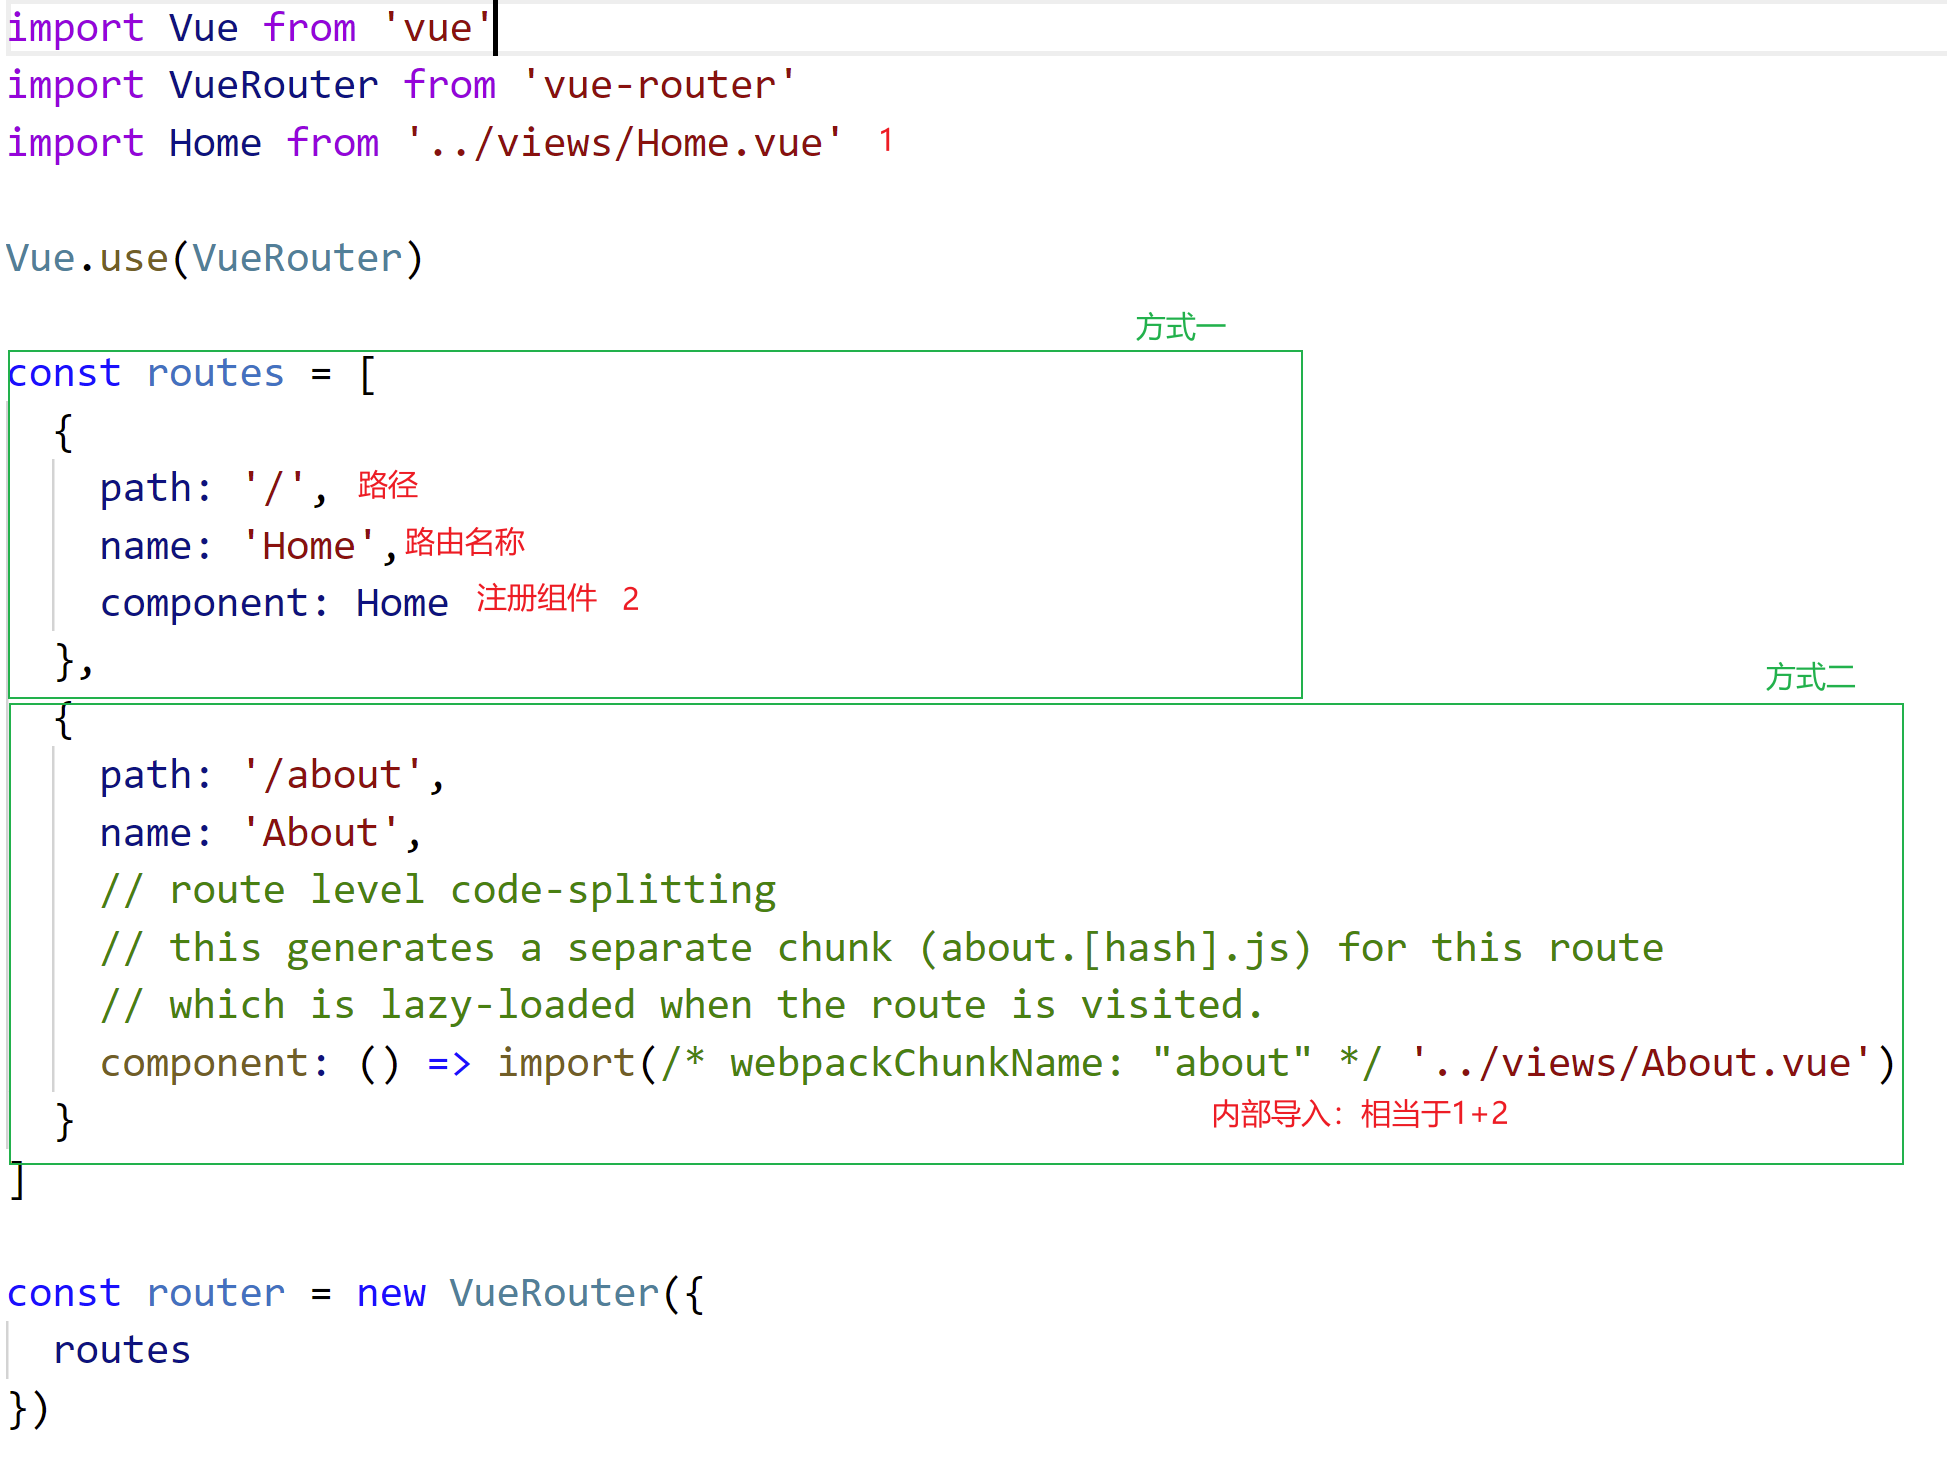 import Vue from 'vue'
import VueRouter from 'vue-router'
import Home from '../views/Home.vue' 1
Vue.use(VueRouter)
方式一
const routes = [
{
path: '/', 路径
name: 'Home', 路由名称
component: Home 注册组件 2
},
方式二
{
path: '/about',
name: 'About',
// route level code-splitting
// this generates a separate chunk (about.[hash].js) for this route
// which is lazy-loaded when the route is visited.
component: () => import(/* webpackChunkName: "about" */ '../views/About.vue')
内部导入：相当于1+2
}
]
const router = new VueRouter({
routes
})